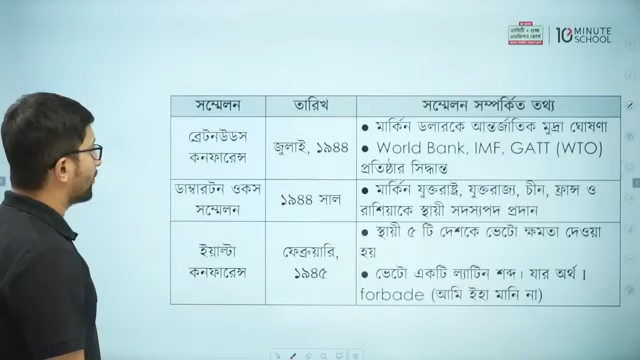 10 MINUTE SCHOOL
সম্মেলন	তারিখ	সম্মেলন সম্পর্কিত তথ্য
ব্রেটনউডস কনফারেন্স	জুলাই, ১৯৪৪	● মার্কিন ডলারকে আন্তর্জাতিক মুদ্রা ঘোষণা
● World Bank, IMF, GATT (WTO)
প্রতিষ্ঠার সিদ্ধান্ত
ডাম্বারটন ওকস সম্মেলন	১৯৪৪ সাল	● মার্কিন যুক্তরাষ্ট্র, যুক্তরাজ্য, চীন, ফ্রান্স ও
রাশিয়াকে স্থায়ী সদস্যপদ প্রদান
ইয়াল্টা কনফারেন্স	ফেব্রুয়ারি, ১৯৪৫	● স্থায়ী ৫ টি দেশকে ভেটো ক্ষমতা দেওয়া
হয়
● ভেটো একটি ল্যাটিন শব্দ। যার অর্থ I
forbade (আমি ইহা মানি না)